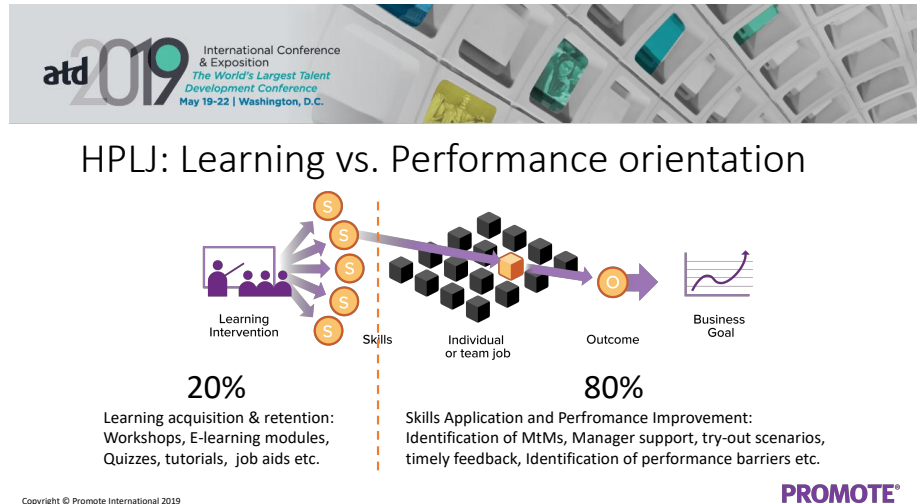 atd2019
International Conference
& Exposition
The World's Largest Talent
Development Conference
May 19-22 | Washington, D.C.
HPLJ: Learning vs. Performance orientation
S
S
S
S
S
O
Learning
Intervention
Skills
Individual
or team job
Outcome
Business
Goal
20%
Learning acquisition & retention:
Workshops, E-learning modules,
Quizzes, tutorials, job aids etc.
80%
Skills Application and Perfromance Improvement:
Identification of MtMs, Manager support, try-out scenarios,
timely feedback, Identification of performance barriers etc.
Copyright © Promote International 2019
PROMOTE®